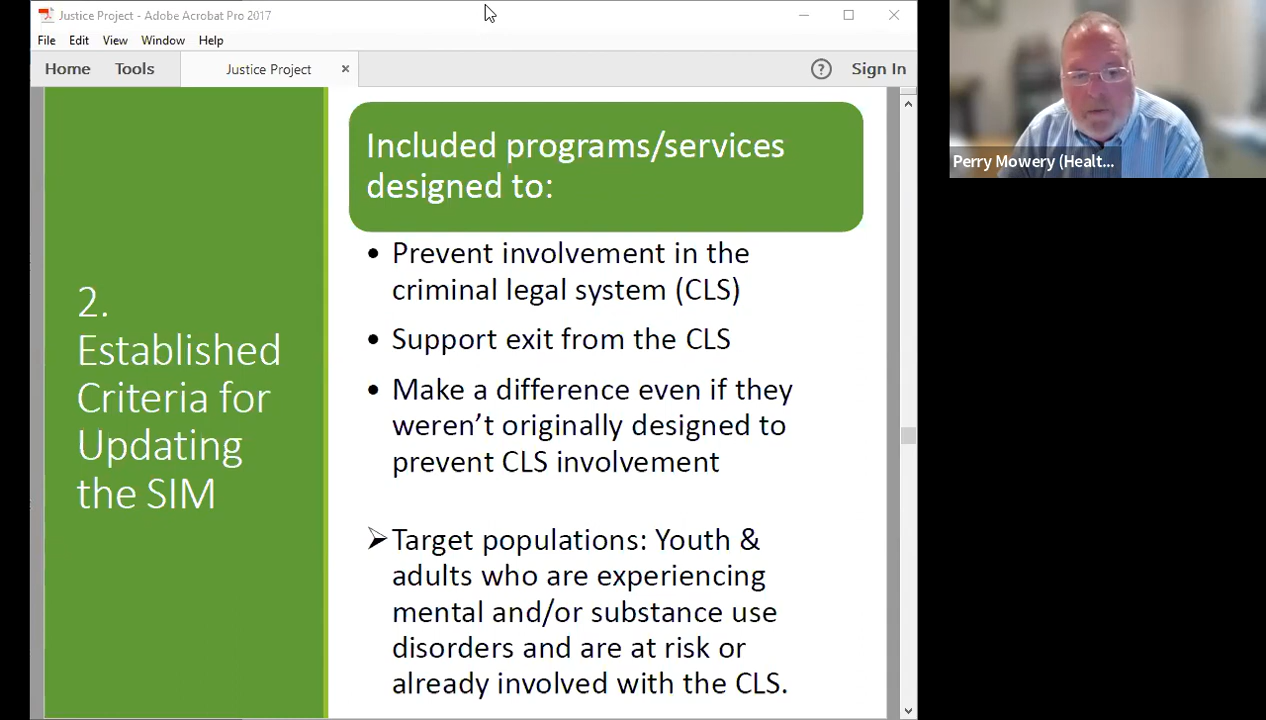 Justice Project - Adobe Acrobat Pro 2017
File Edit View Window Help
Home Tools Justice Project × ? Sign In
2.
Established
Criteria for
Updating
the SIM
Included programs/services
designed to:
• Prevent involvement in the
criminal legal system (CLS)
• Support exit from the CLS
• Make a difference even if they
weren’t originally designed to
prevent CLS involvement
➢ Target populations: Youth &
adults who are experiencing
mental and/or substance use
disorders and are at risk or
already involved with the CLS.
Perry Mowery (Healt...